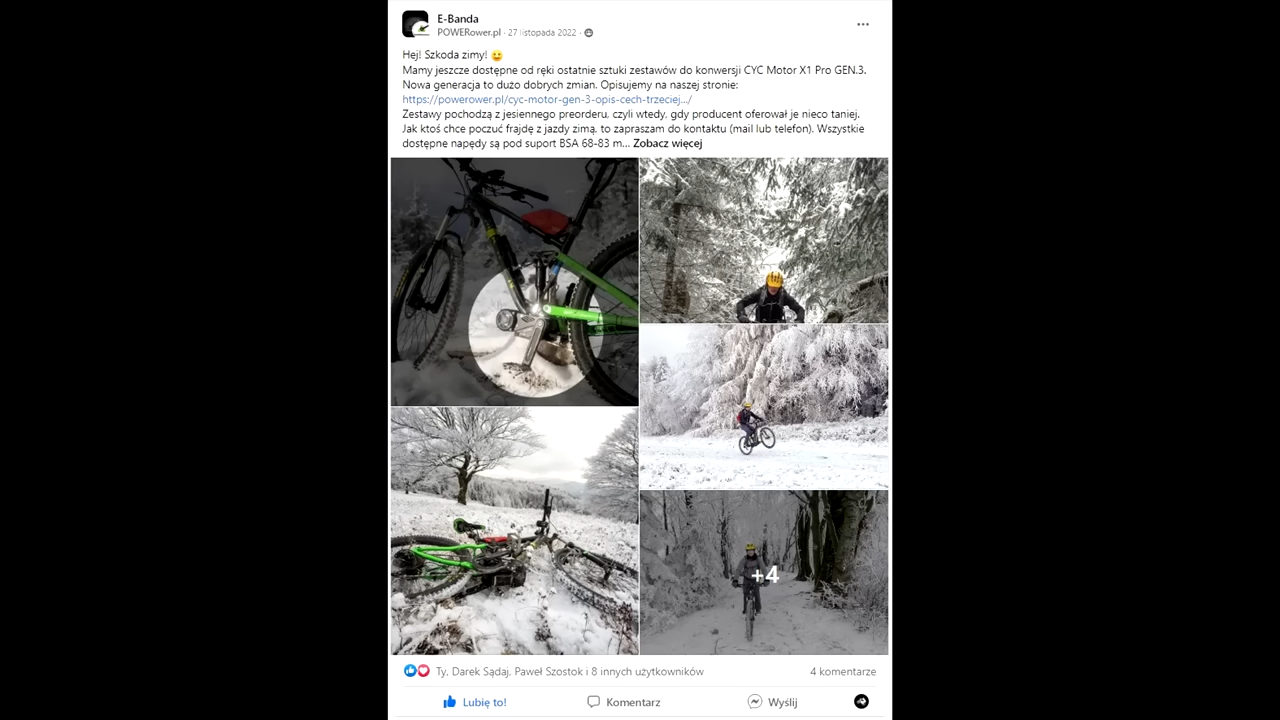 E-Banda
POWERower.pl · 27 listopada 2022 ·
Hej! Szkoda zimy!
Mamy jeszcze dostępne od ręki ostatnie sztuki zestawów do konwersji CYC Motor X1 Pro GEN.3.
Nowa generacja to dużo dobrych zmian. Opisujemy na naszej stronie:
https://powerower.pl/cyc-motor-gen-3-opis-cech-trzeciej.../
Zestawy pochodzą z jesiennego preorderu, czyli wtedy, gdy producent oferował je nieco taniej.
Jak ktoś chce poczuć frajdę z jazdy zimą, to zapraszam do kontaktu (mail lub telefon). Wszystkie
dostępne napędy są pod suport BSA 68-83 m... Zobacz więcej
+4
Ty, Darek Sądaj, Paweł Szostok i 8 innych użytkowników
4 komentarze
Lubię to!
Komentarz
Wyślij